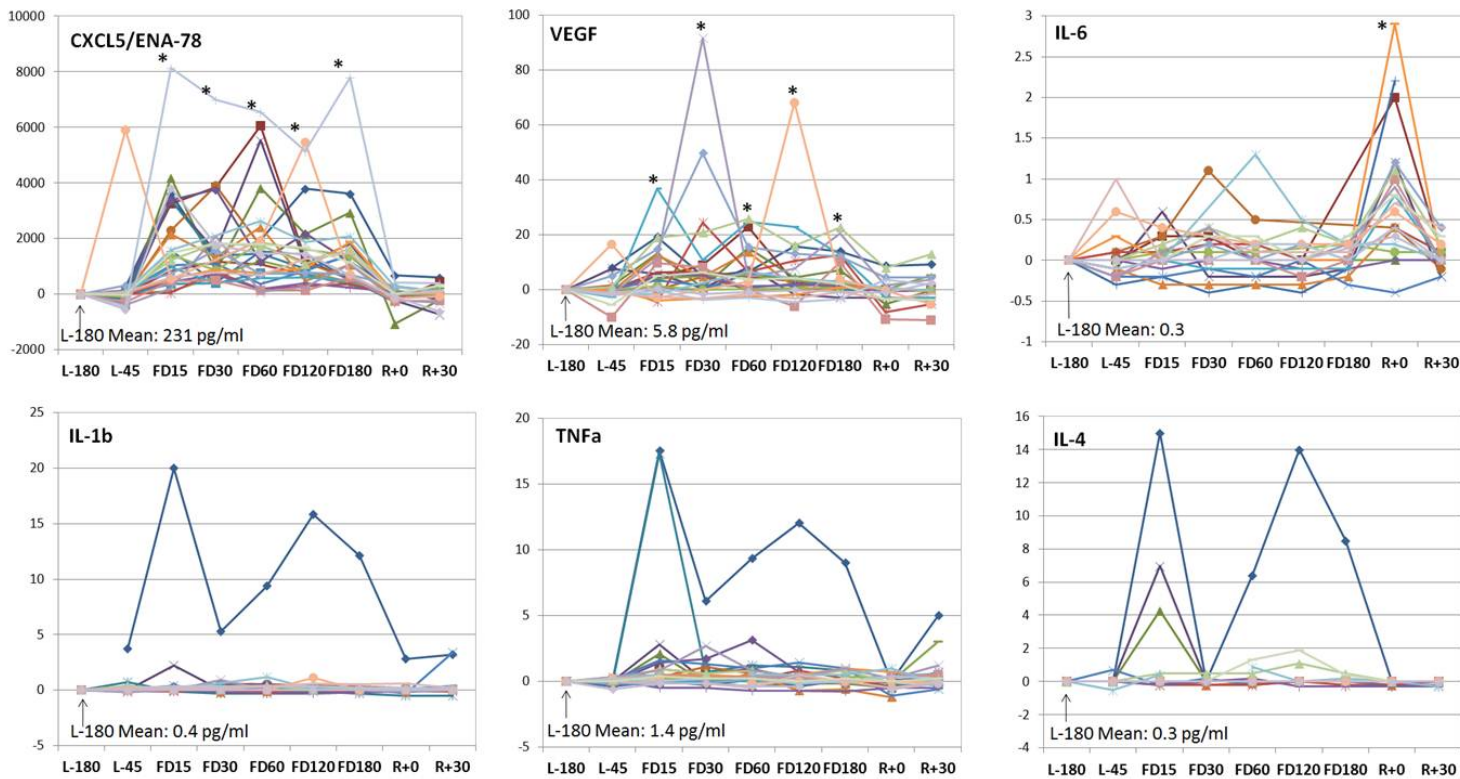 CXCL5/ENA-78
10000
8000
6000
4000
2000
0
-2000
* * * * *
L-180 Mean: 231 pg/ml
L-180 L-45 FD15 FD30 FD60 FD120 FD180 R+0 R+30
VEGF
100
80
60
40
20
0
-20
* * * * *
L-180 Mean: 5.8 pg/ml
L-180 L-45 FD15 FD30 FD60 FD120 FD180 R+0 R+30
IL-6
3
2.5
2
1.5
1
0.5
0
-0.5
-1
*
L-180 Mean: 0.3
L-180 L-45 FD15 FD30 FD60 FD120 FD180 R+0 R+30
IL-1b
25
20
15
10
5
0
-5
L-180 Mean: 0.4 pg/ml
L-180 L-45 FD15 FD30 FD60 FD120 FD180 R+0 R+30
TNFa
20
15
10
5
0
-5
L-180 Mean: 1.4 pg/ml
L-180 L-45 FD15 FD30 FD60 FD120 FD180 R+0 R+30
IL-4
16
14
12
10
8
6
4
2
0
-2
-4
L-180 Mean: 0.3 pg/ml
L-180 L-45 FD15 FD30 FD60 FD120 FD180 R+0 R+30